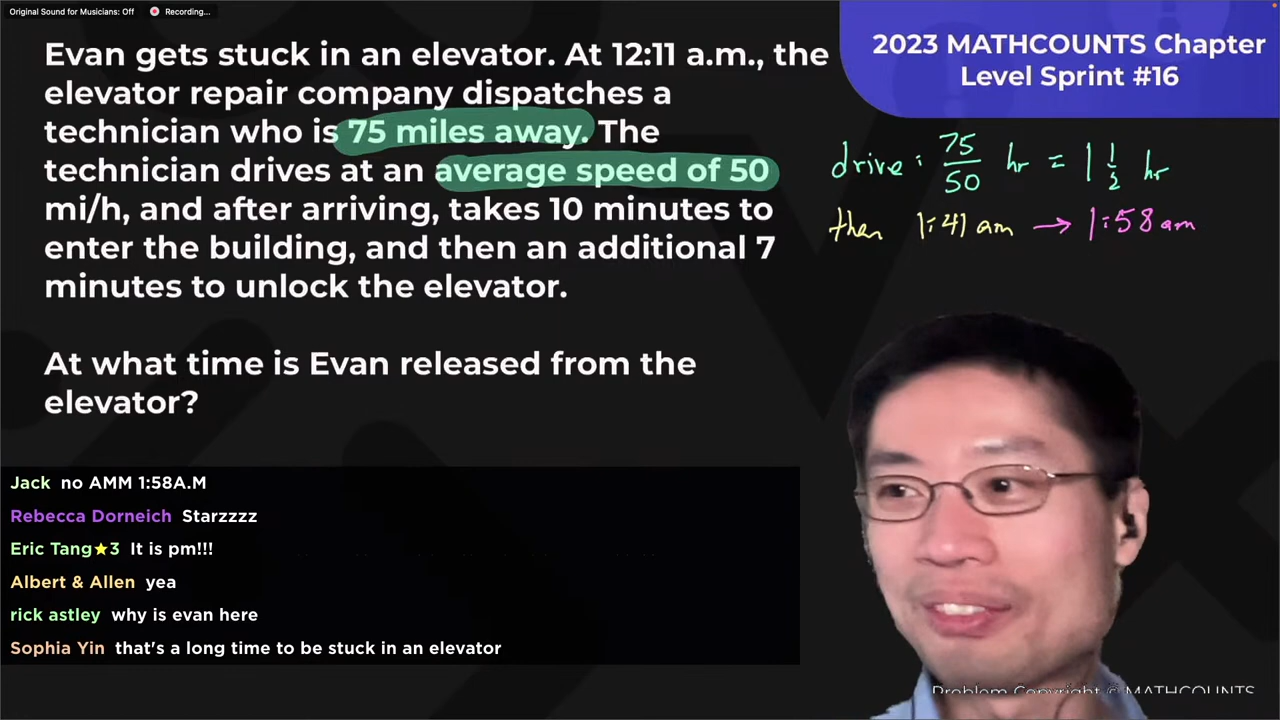 Original Sound for Musicians: Off
Recording...
Evan gets stuck in an elevator. At 12:11 a.m., the
elevator repair company dispatches a
technician who is 75 miles away. The
technician drives at an average speed of 50
mi/h, and after arriving, takes 10 minutes to
enter the building, and then an additional 7
minutes to unlock the elevator.
At what time is Evan released from the
elevator?
2023 MATHCOUNTS Chapter
Level Sprint #16
drive: 75/50 hr = 1 1/2 hr
then 1:41 am → 1:58 am
Jack no AMM 1:58A.M
Rebecca Dorneich Starzzzz
Eric Tang⭐3 It is pm!!!
Albert & Allen yea
rick astley why is evan here
Sophia Yin that's a long time to be stuck in an elevator
Problem Copyright © MATHCOUNTS